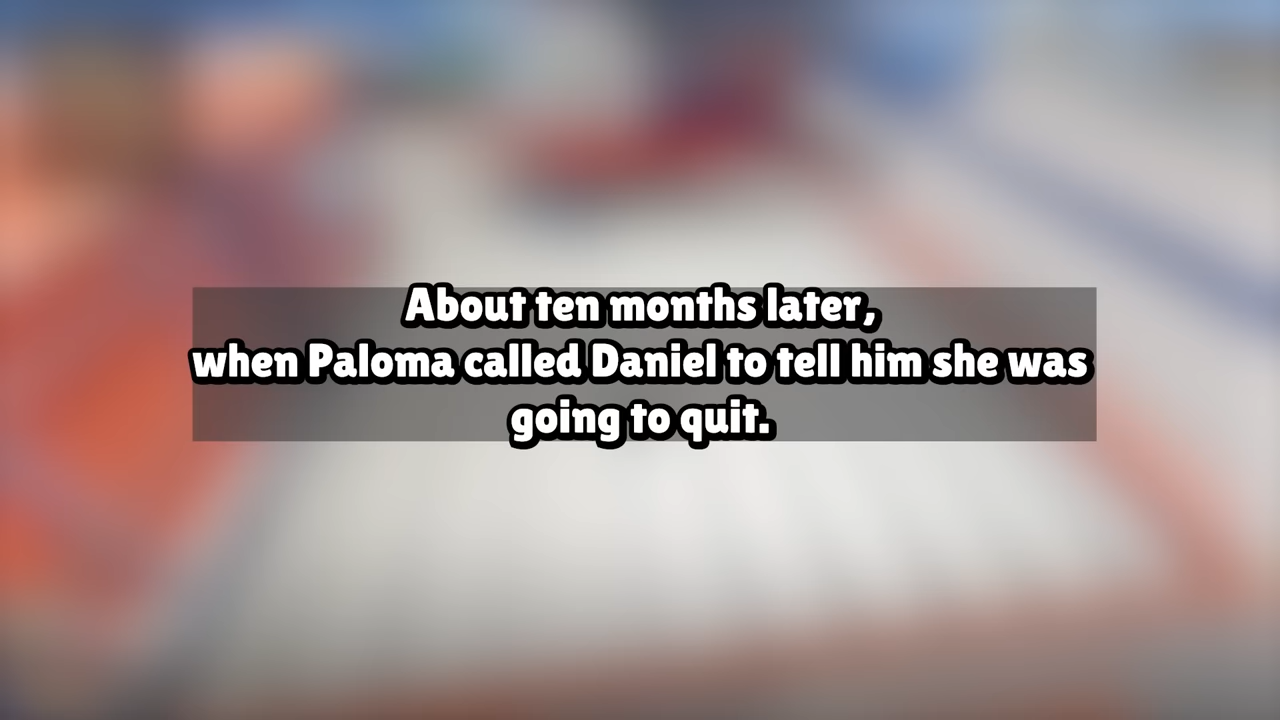 About ten months later,
when Paloma called Daniel to tell him she was
going to quit.